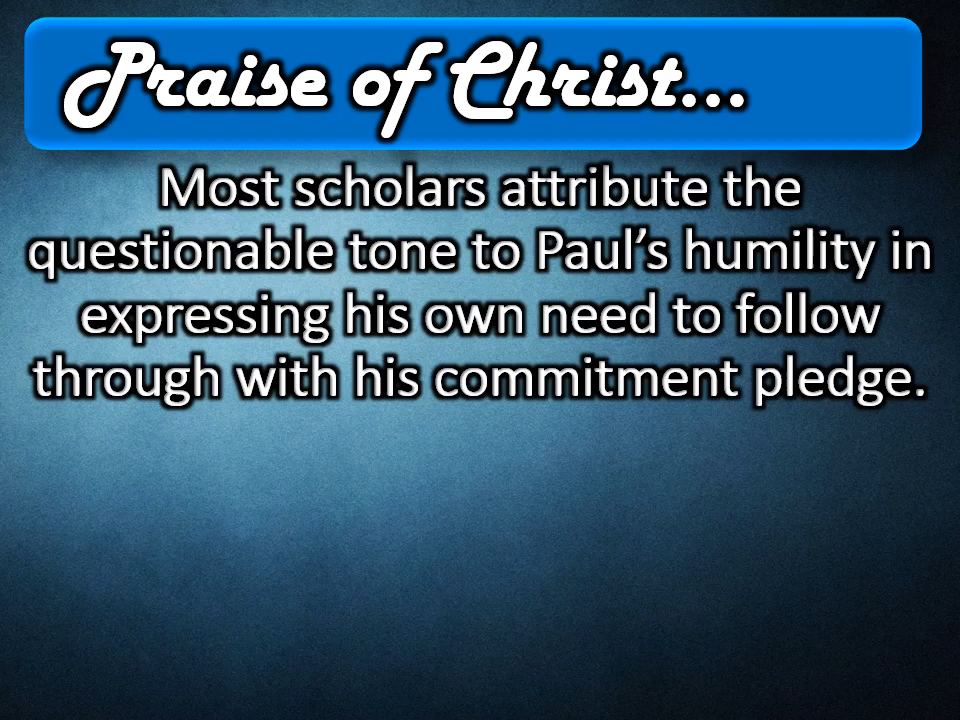 Praise of Christ...
Most scholars attribute the
questionable tone to Paul’s humility in
expressing his own need to follow
through with his commitment pledge.